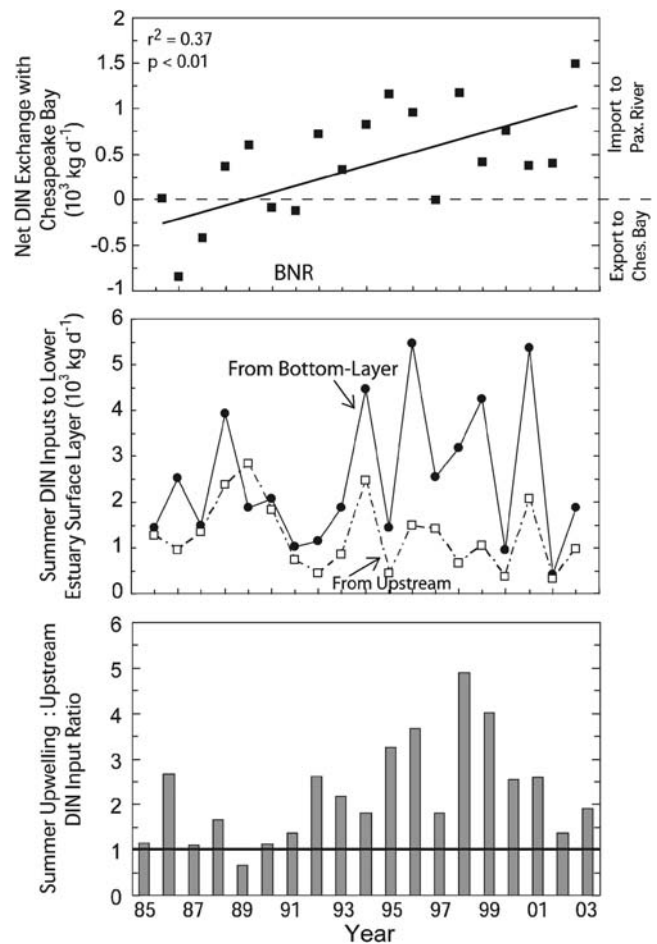 r² = 0.37
p < 0.01
Net DIN Exchange with
Chesapeake Bay
(10³ kg d⁻¹)
2
1.5
1
0.5
0
-0.5
-1
BNR
Import to
Pax. River
Export to
Ches. Bay
Summer DIN Inputs to Lower
Estuary Surface Layer (10³ kg d⁻¹)
6
5
4
3
2
1
0
From Bottom-Layer
From Upstream
Summer Upwelling : Upstream
DIN Input Ratio
6
5
4
3
2
1
0
85 87 89 91 93 95 97 99 01 03
Year